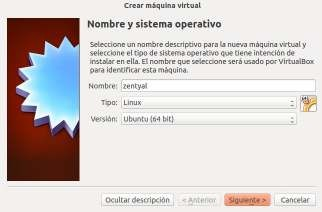 Crear máquina virtual
Nombre y sistema operativo
Seleccione un nombre descriptivo para la nueva máquina virtual y
seleccione el tipo de sistema operativo que tiene intención de
instalar en ella. El nombre que seleccione será usado por VirtualBox
para identificar esta máquina.
Nombre: zentyal
Tipo: Linux
Versión: Ubuntu (64 bit)
Ocultar descripción < Anterior Siguiente > Cancelar